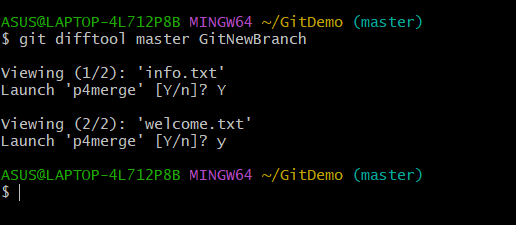 ASUS@LAPTOP-4L712P8B MINGW64 ~/GitDemo (master)
$ git difftool master GitNewBranch
Viewing (1/2): 'info.txt'
Launch 'p4merge' [Y/n]? Y
Viewing (2/2): 'welcome.txt'
Launch 'p4merge' [Y/n]? y
ASUS@LAPTOP-4L712P8B MINGW64 ~/GitDemo (master)
$